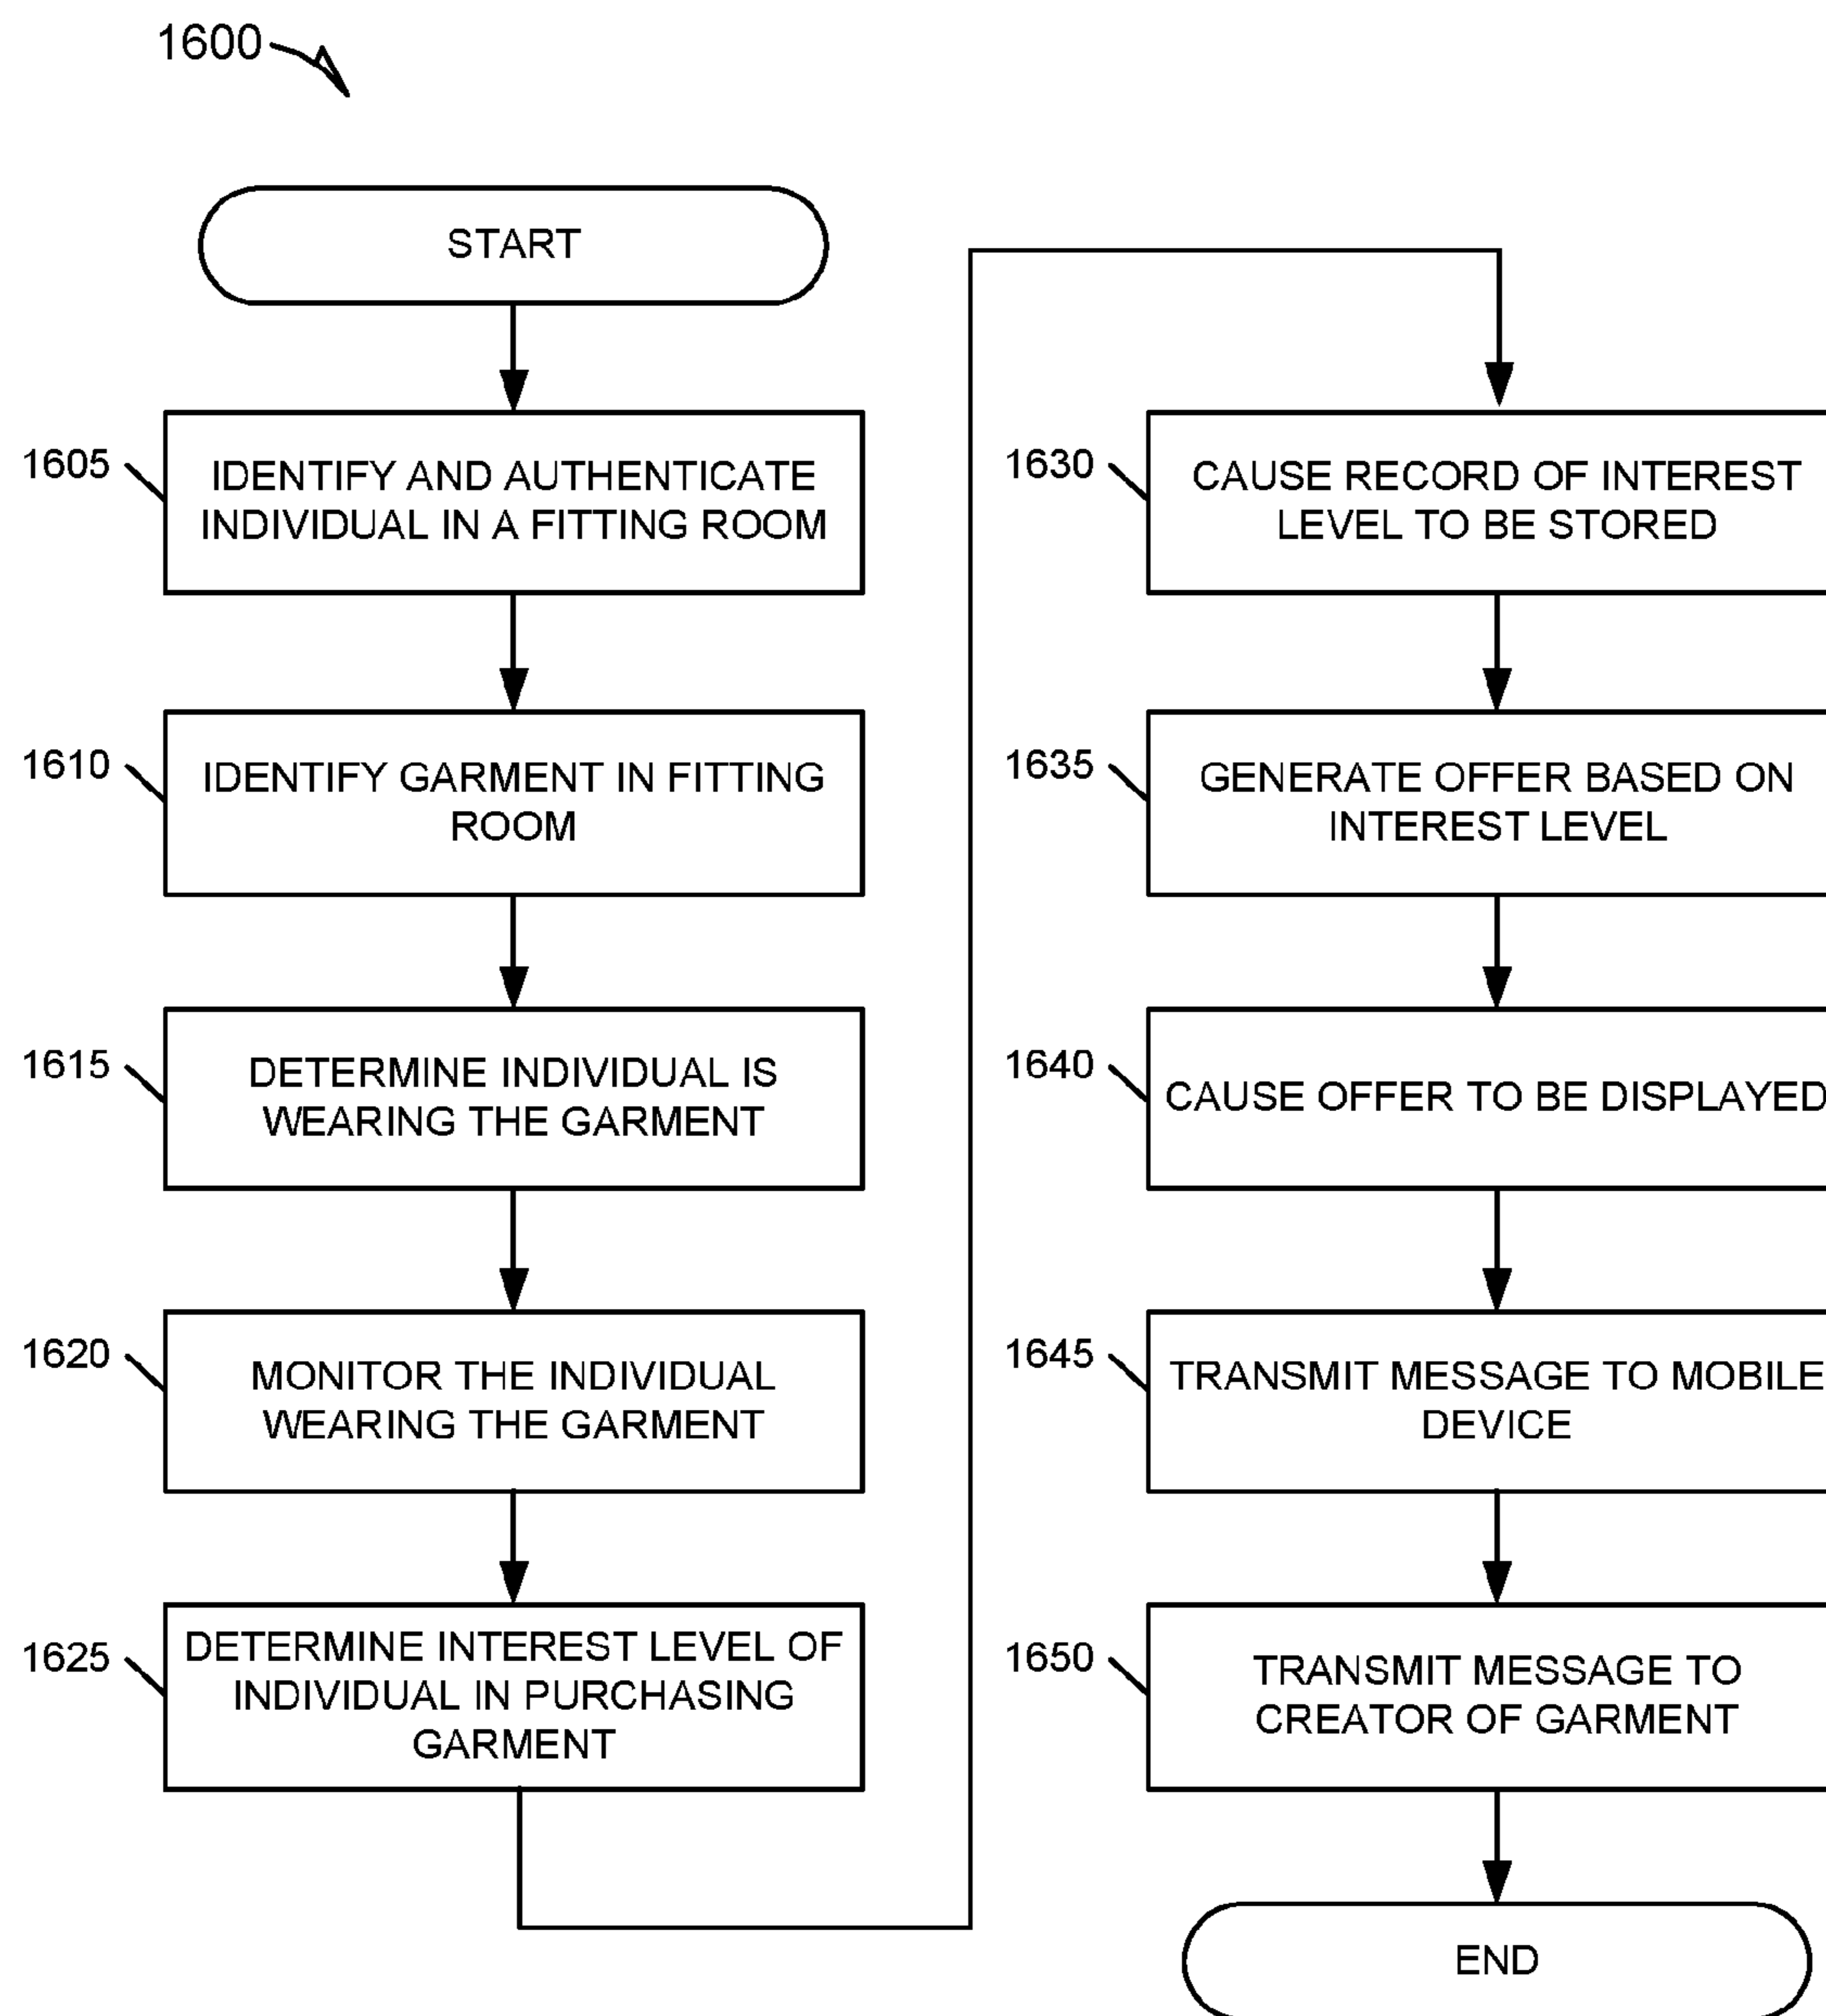 1600
START
1605
IDENTIFY AND AUTHENTICATE
INDIVIDUAL IN A FITTING ROOM
1610
IDENTIFY GARMENT IN FITTING
ROOM
1615
DETERMINE INDIVIDUAL IS
WEARING THE GARMENT
1620
MONITOR THE INDIVIDUAL
WEARING THE GARMENT
1625
DETERMINE INTEREST LEVEL OF
INDIVIDUAL IN PURCHASING
GARMENT
1630
CAUSE RECORD OF INTEREST
LEVEL TO BE STORED
1635
GENERATE OFFER BASED ON
INTEREST LEVEL
1640
CAUSE OFFER TO BE DISPLAYED
1645
TRANSMIT MESSAGE TO MOBILE
DEVICE
1650
TRANSMIT MESSAGE TO
CREATOR OF GARMENT
END